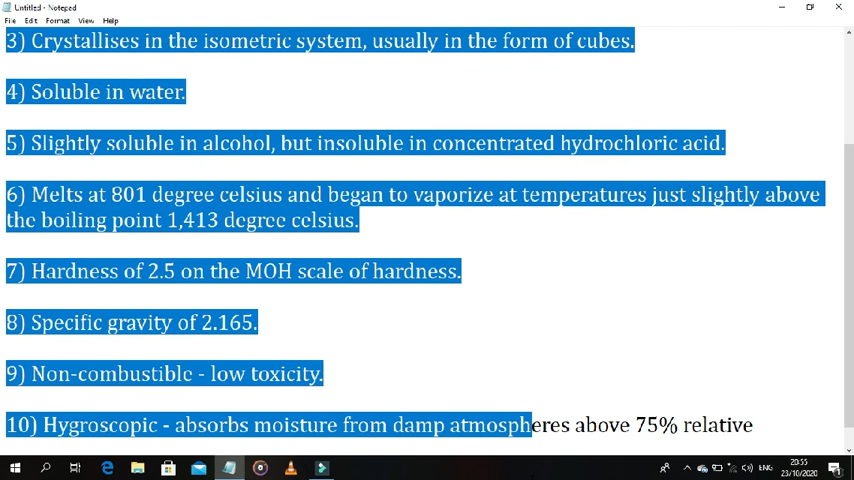 Untitled - Notepad
File Edit Format View Help
3) Crystallises in the isometric system, usually in the form of cubes.
4) Soluble in water.
5) Slightly soluble in alcohol, but insoluble in concentrated hydrochloric acid.
6) Melts at 801 degree celsius and began to vaporize at temperatures just slightly above
the boiling point 1,413 degree celsius.
7) Hardness of 2.5 on the MOH scale of hardness.
8) Specific gravity of 2.165.
9) Non-combustible - low toxicity.
10) Hygroscopic - absorbs moisture from damp atmospheres above 75% relative
ENG
20:55
23/10/2020